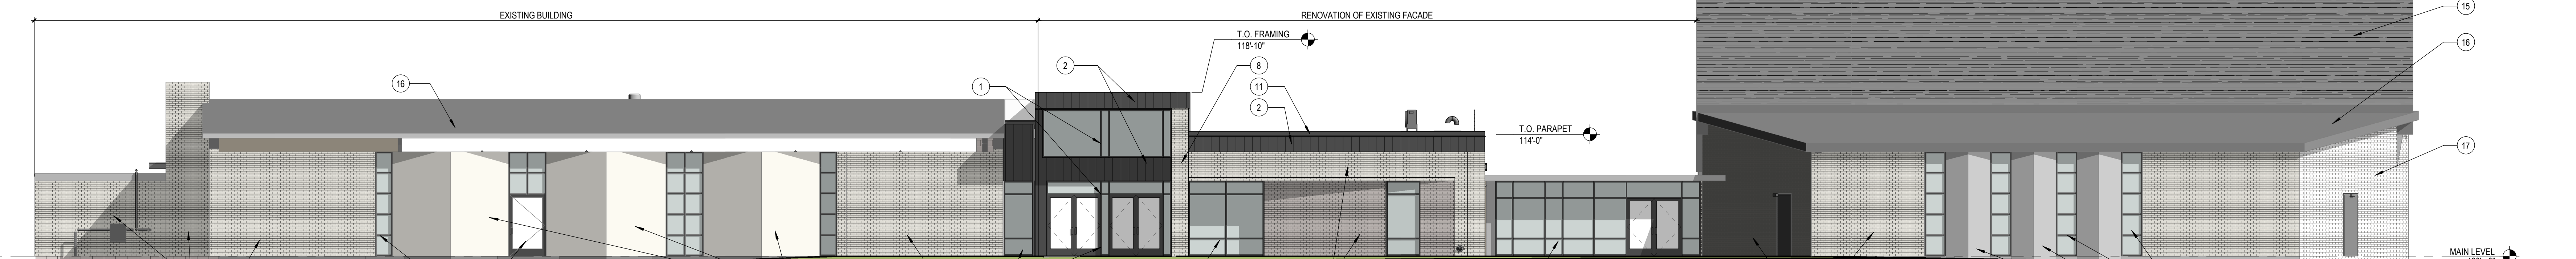 EXISTING BUILDING
RENOVATION OF EXISTING FACADE
15
T.O. FRAMING
118'-10"
16
2
8
16
1
11
2
T.O. PARAPET
114'-0"
17
MAIN LEVEL